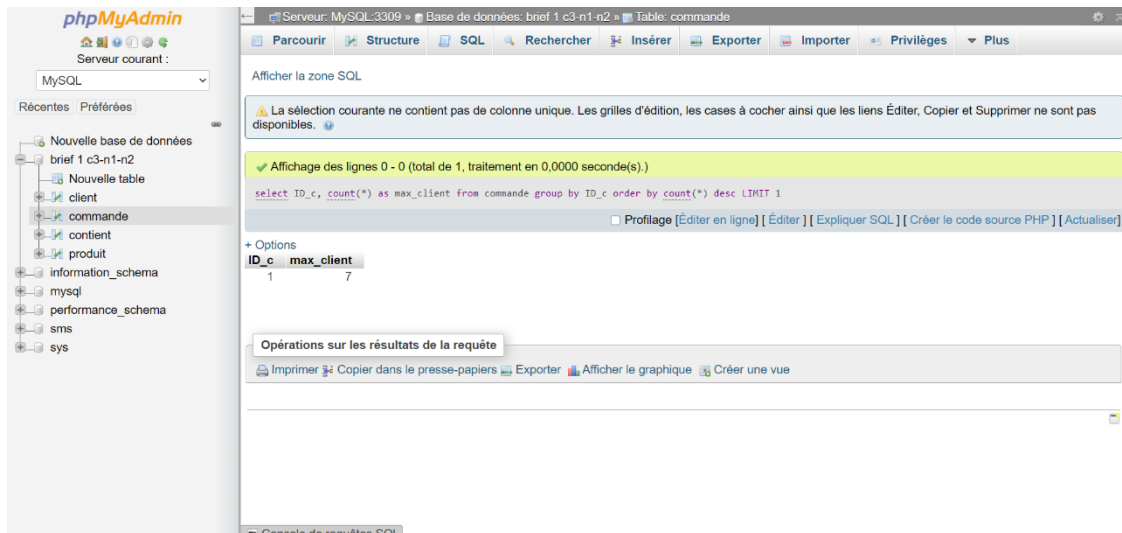 phpMyAdmin
Serveur courant :
MySQL
Récentes Préférées
Nouvelle base de données
brief 1 c3-n1-n2
Nouvelle table
client
commande
contient
produit
information_schema
mysql
performance_schema
sms
sys
Serveur: MySQL:3309 » Base de données: brief 1 c3-n1-n2 » Table: commande
Parcourir Structure SQL Rechercher Insérer Exporter Importer Privilèges Plus
Afficher la zone SQL
La sélection courante ne contient pas de colonne unique. Les grilles d'édition, les cases à cocher ainsi que les liens Éditer, Copier et Supprimer ne sont pas
disponibles.
Affichage des lignes 0 - 0 (total de 1, traitement en 0,0000 seconde(s).)
select ID_c, count(*) as max_client from commande group by ID_c order by count(*) desc LIMIT 1
Profilage [Éditer en ligne] [ Éditer ] [ Expliquer SQL ] [ Créer le code source PHP ] [ Actualiser]
+ Options
ID_c max_client
1 7
Opérations sur les résultats de la requête
Imprimer Copier dans le presse-papiers Exporter Afficher le graphique Créer une vue
Console de requêtes SQL